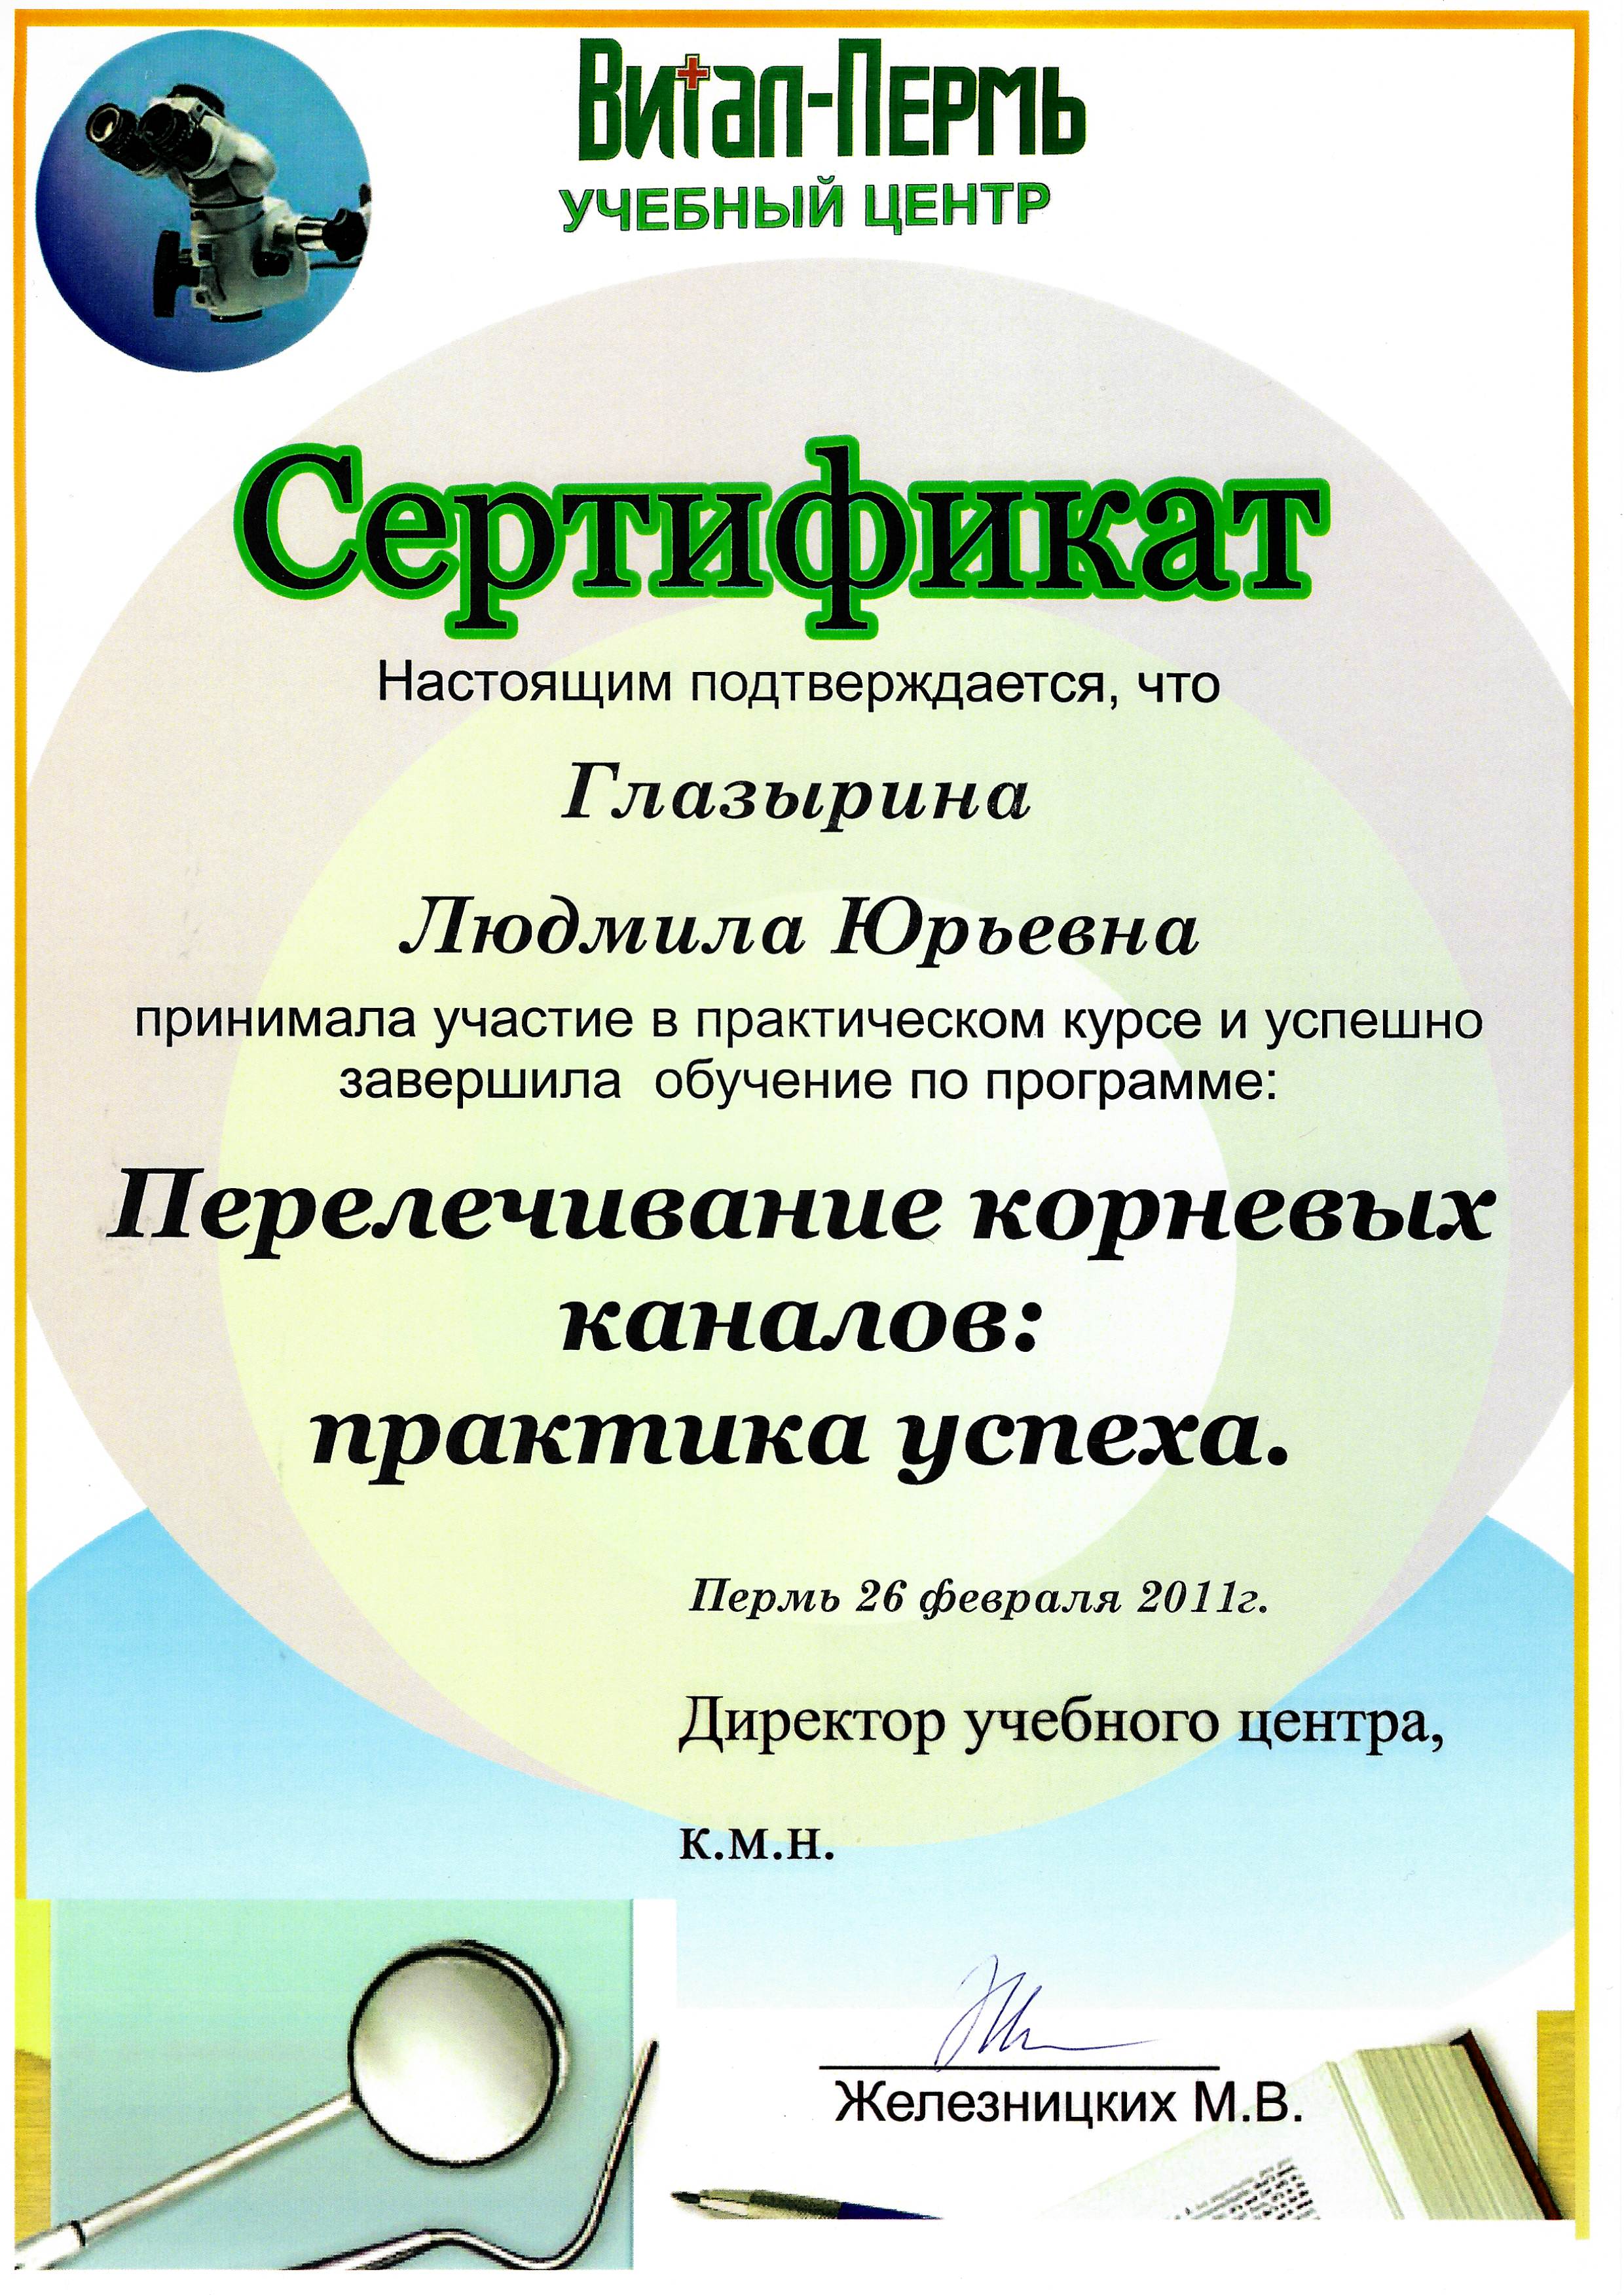 Витал-Пермь
УЧЕБНЫЙ ЦЕНТР
Сертификат
Настоящим подтверждается, что
Глазырина
Людмила Юрьевна
принимала участие в практическом курсе и успешно
завершила обучение по программе:
Перелечивание корневых
каналов:
практика успеха.
Пермь 26 февраля 2011г.
Директор учебного центра,
к.м.н.
Железницких М.В.